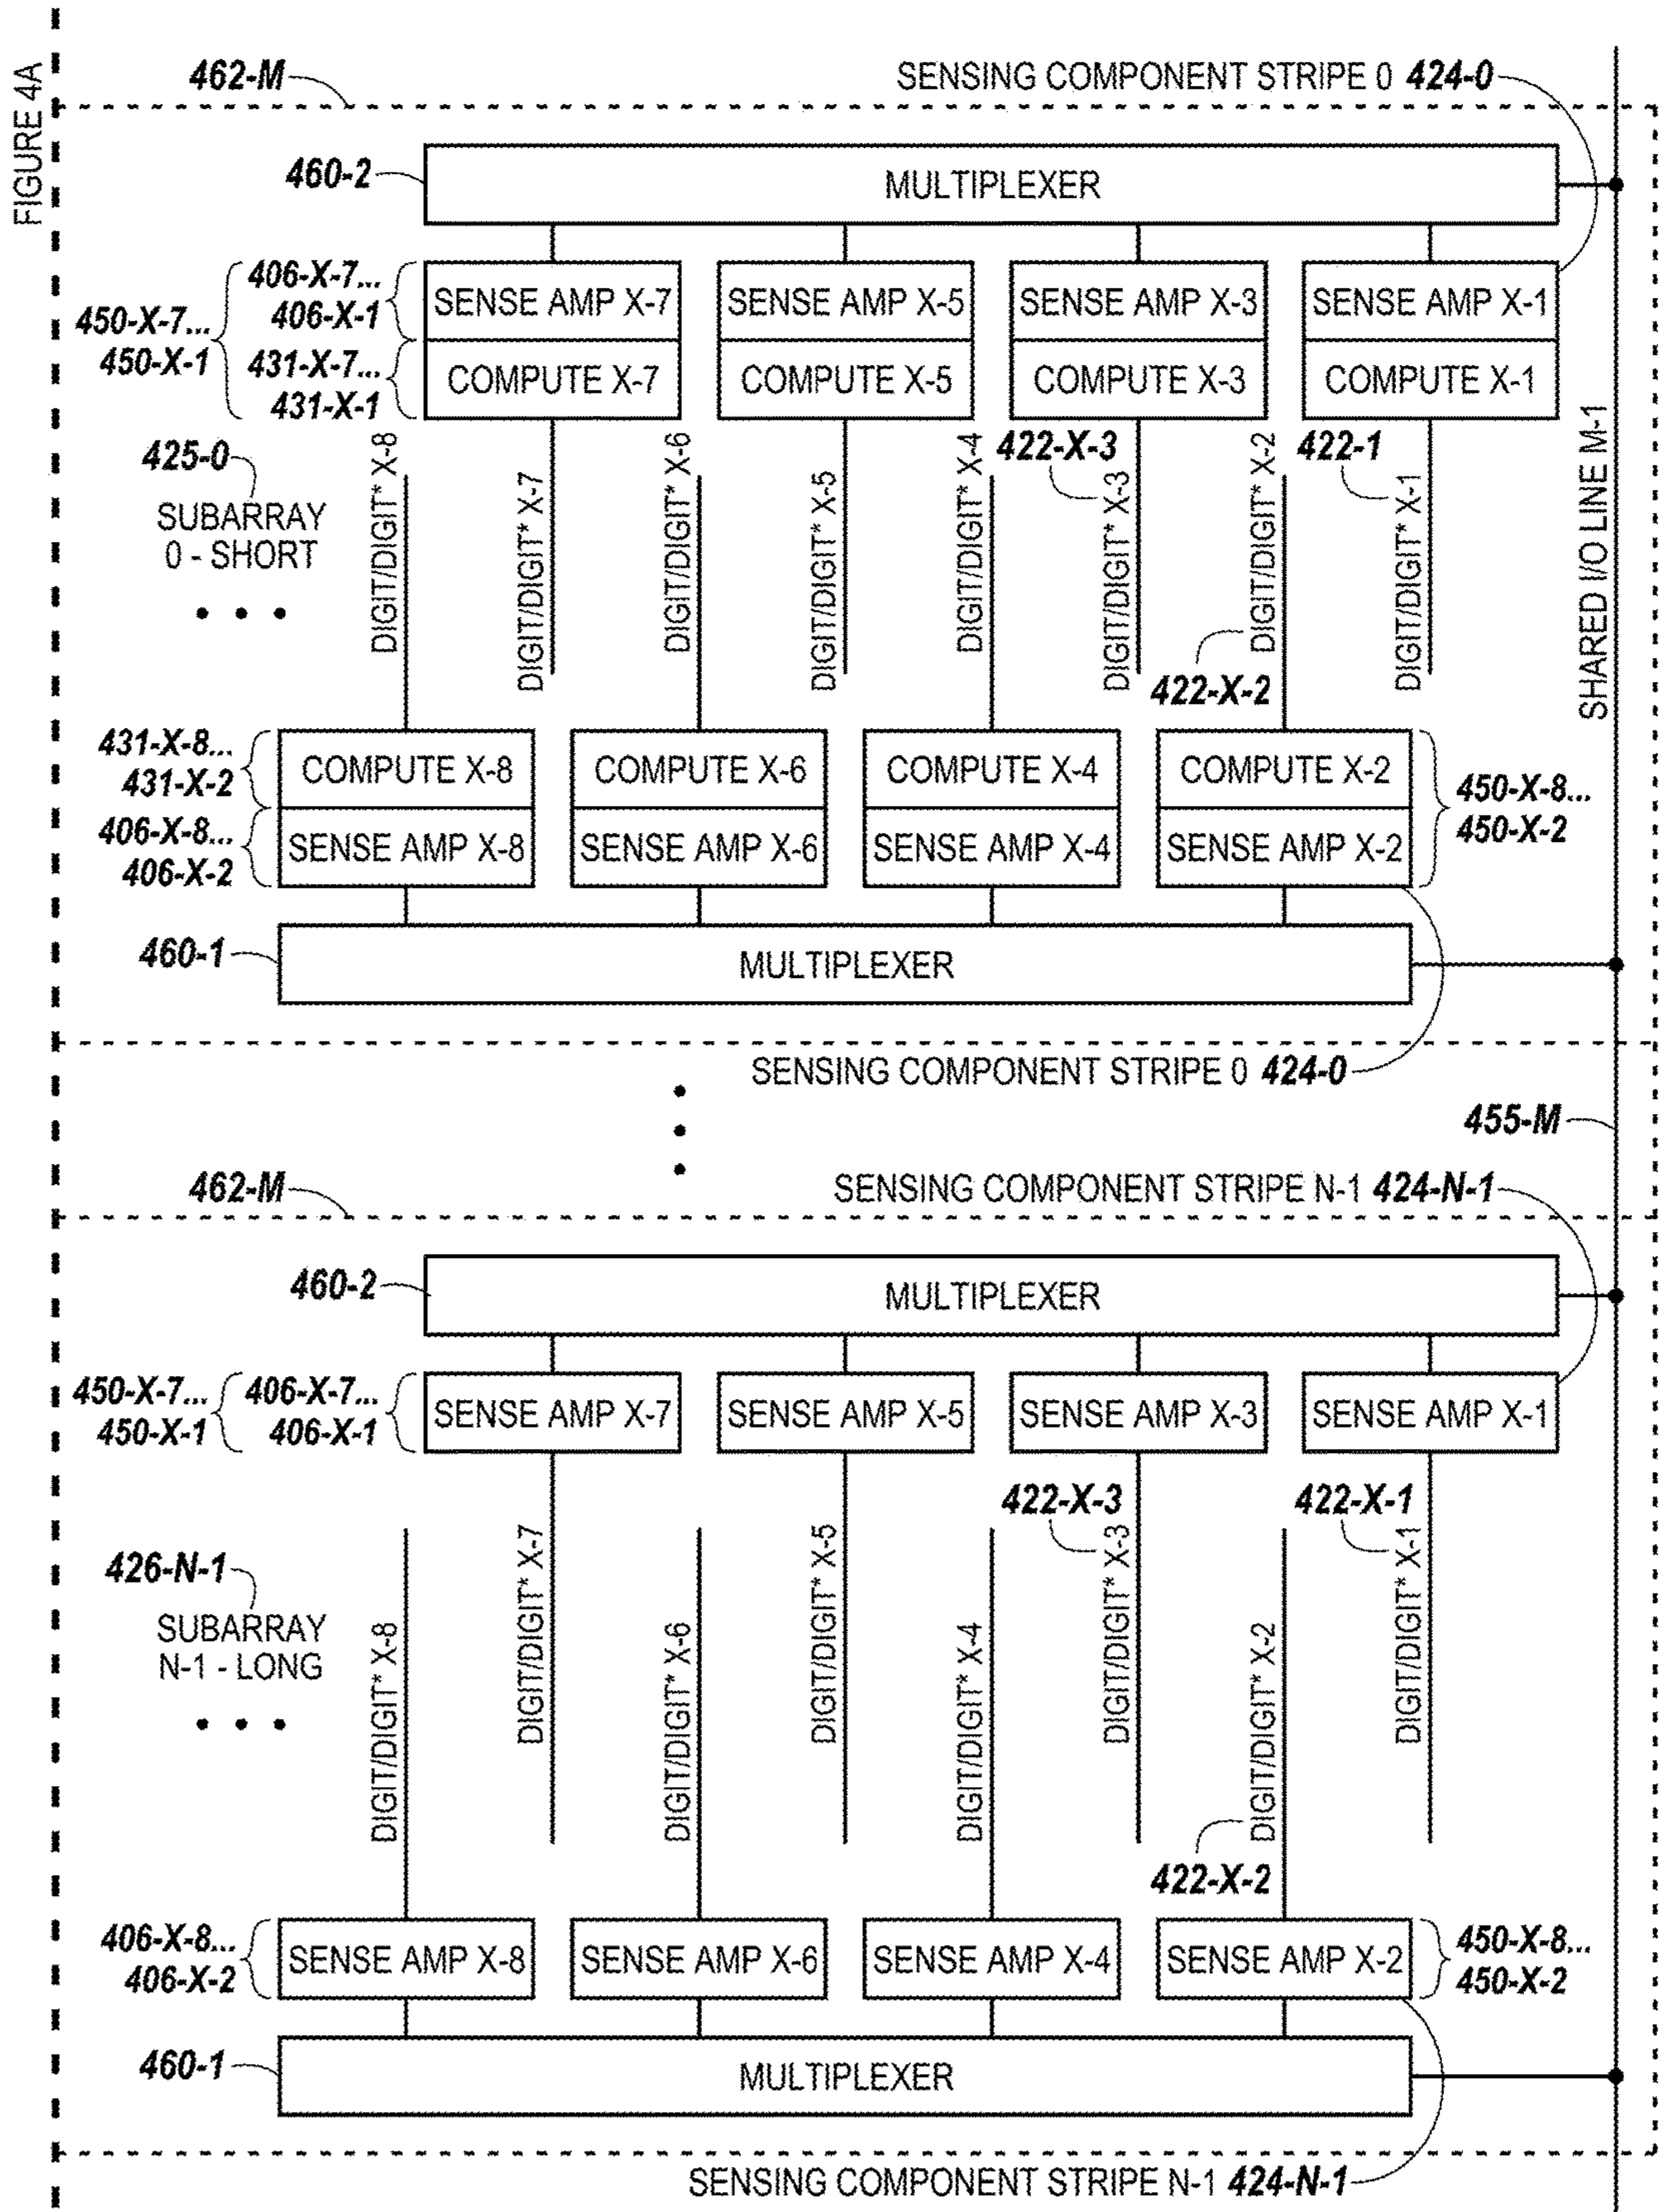 FIGURE 4A
462-M
SENSING COMPONENT STRIPE 0 424-0
460-2
MULTIPLEXER
406-X-7...
406-X-1
450-X-7...
450-X-1
431-X-7...
431-X-1
SENSE AMP X-7
SENSE AMP X-5
SENSE AMP X-3
SENSE AMP X-1
COMPUTE X-7
COMPUTE X-5
COMPUTE X-3
COMPUTE X-1
425-0
SUBARRAY
0 - SHORT
• • •
DIGIT/DIGIT* X-8
DIGIT/DIGIT* X-7
DIGIT/DIGIT* X-6
DIGIT/DIGIT* X-5
DIGIT/DIGIT* X-4
422-X-3
DIGIT/DIGIT* X-3
DIGIT/DIGIT* X-2
422-X-2
422-1
DIGIT/DIGIT* X-1
SHARED I/O LINE M-1
431-X-8...
431-X-2
406-X-8...
406-X-2
COMPUTE X-8
COMPUTE X-6
COMPUTE X-4
COMPUTE X-2
SENSE AMP X-8
SENSE AMP X-6
SENSE AMP X-4
SENSE AMP X-2
450-X-8...
450-X-2
460-1
MULTIPLEXER
SENSING COMPONENT STRIPE 0 424-0
455-M
462-M
SENSING COMPONENT STRIPE N-1 424-N-1
460-2
MULTIPLEXER
450-X-7...
450-X-1
406-X-7...
406-X-1
SENSE AMP X-7
SENSE AMP X-5
SENSE AMP X-3
SENSE AMP X-1
426-N-1
SUBARRAY
N-1 - LONG
• • •
DIGIT/DIGIT* X-8
DIGIT/DIGIT* X-7
DIGIT/DIGIT* X-6
DIGIT/DIGIT* X-5
DIGIT/DIGIT* X-4
422-X-3
DIGIT/DIGIT* X-3
DIGIT/DIGIT* X-2
422-X-2
422-X-1
DIGIT/DIGIT* X-1
406-X-8...
406-X-2
SENSE AMP X-8
SENSE AMP X-6
SENSE AMP X-4
SENSE AMP X-2
450-X-8...
450-X-2
460-1
MULTIPLEXER
SENSING COMPONENT STRIPE N-1 424-N-1